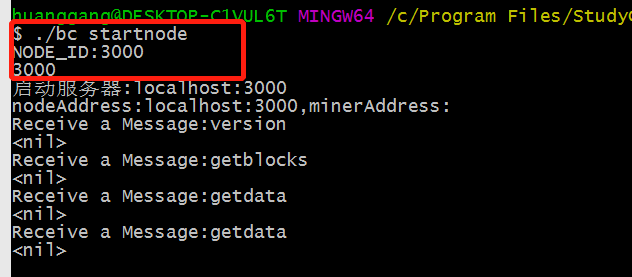 huanggang@DESKTOP-C1VUL6T MINGW64 /c/Program Files/StudyG
$ ./bc startnode
NODE_ID:3000
3000
启动服务器:localhost:3000
nodeAddress:localhost:3000,minerAddress:
Receive a Message:version
<nil>
Receive a Message:getblocks
<nil>
Receive a Message:getdata
<nil>
Receive a Message:getdata
<nil>